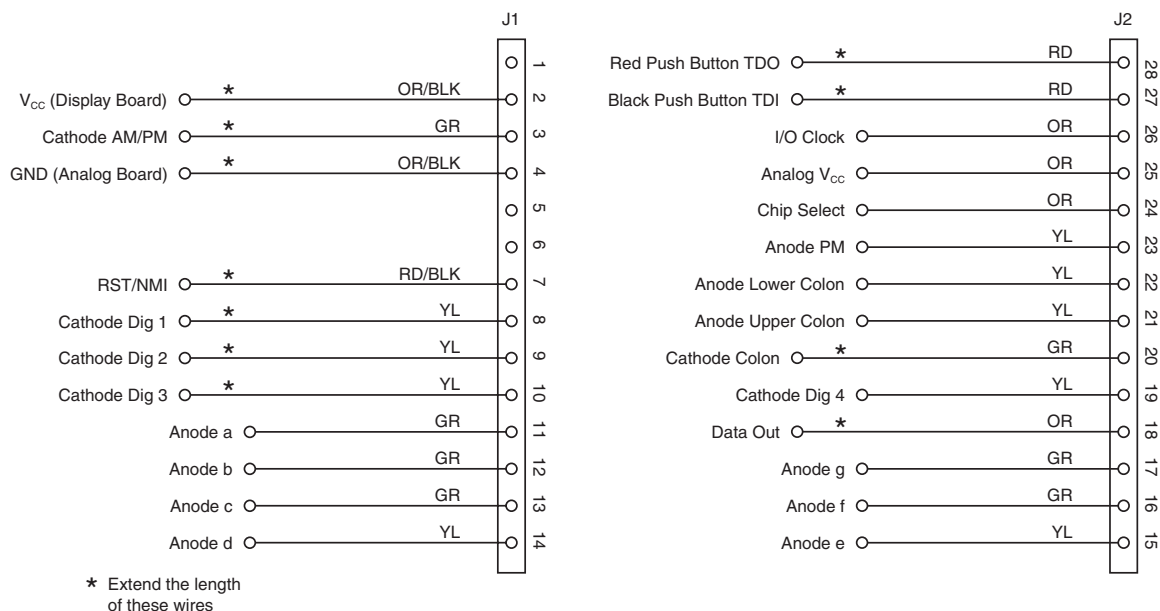 J1
1
VCC (Display Board) * OR/BLK 2
Cathode AM/PM * GR 3
GND (Analog Board) * OR/BLK 4
5
6
RST/NMI * RD/BLK 7
Cathode Dig 1 * YL 8
Cathode Dig 2 * YL 9
Cathode Dig 3 * YL 10
Anode a GR 11
Anode b GR 12
Anode c GR 13
Anode d YL 14
* Extend the length
of these wires
J2
Red Push Button TDO * RD 28
Black Push Button TDI * RD 27
I/O Clock OR 26
Analog VCC OR 25
Chip Select OR 24
Anode PM YL 23
Anode Lower Colon YL 22
Anode Upper Colon YL 21
Cathode Colon * GR 20
Cathode Dig 4 YL 19
Data Out * OR 18
Anode g GR 17
Anode f GR 16
Anode e YL 15